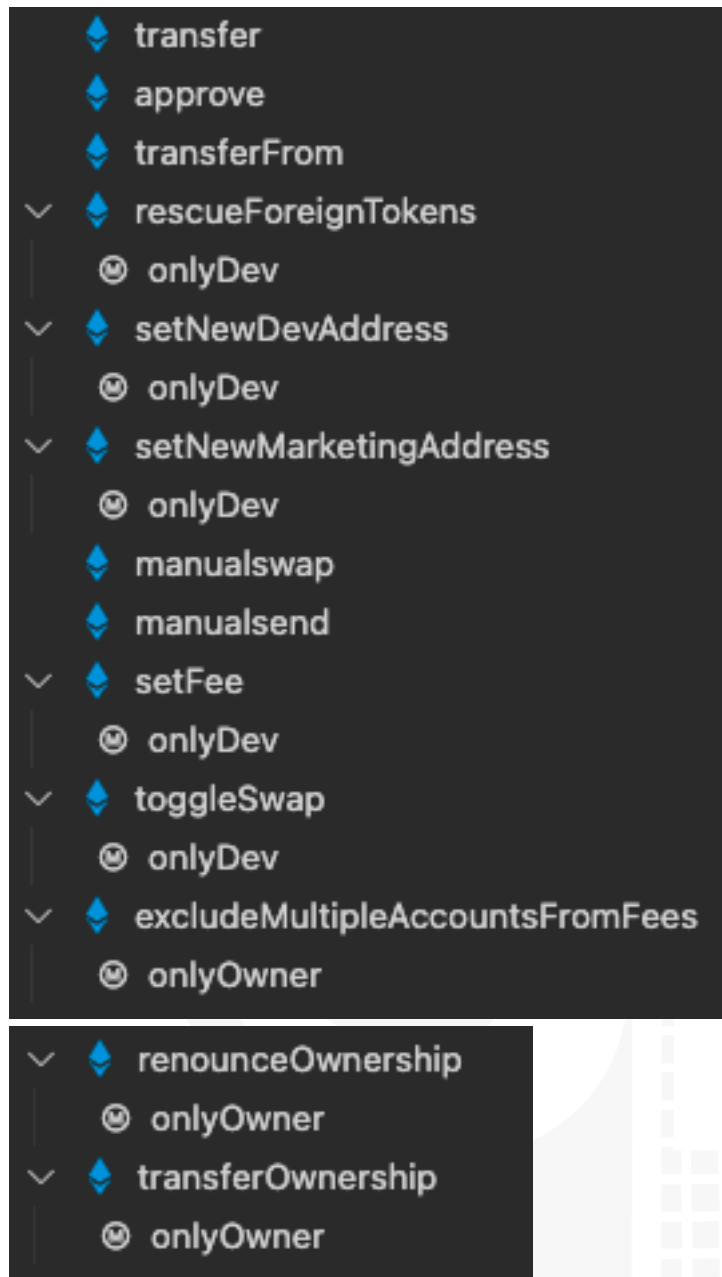 transfer
approve
transferFrom
rescueForeignTokens
onlyDev
setNewDevAddress
onlyDev
setNewMarketingAddress
onlyDev
manualswap
manualsend
setFee
onlyDev
toggleSwap
onlyDev
excludeMultipleAccountsFromFees
onlyOwner
renounceOwnership
onlyOwner
transferOwnership
onlyOwner